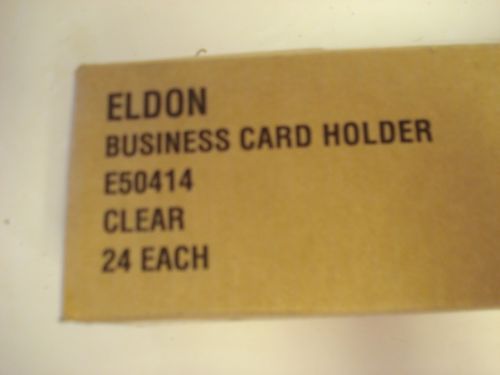 ELDON
BUSINESS CARD HOLDER
E50414
CLEAR
24 EACH